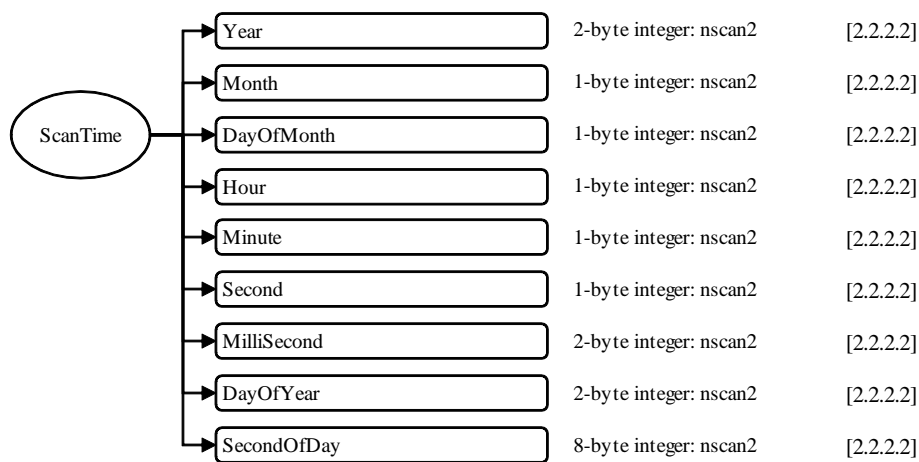 Year 2-byte integer: nscan2 [2.2.2.2]
Month 1-byte integer: nscan2 [2.2.2.2]
ScanTime
DayOfMonth 1-byte integer: nscan2 [2.2.2.2]
Hour 1-byte integer: nscan2 [2.2.2.2]
Minute 1-byte integer: nscan2 [2.2.2.2]
Second 1-byte integer: nscan2 [2.2.2.2]
MilliSecond 2-byte integer: nscan2 [2.2.2.2]
DayOfYear 2-byte integer: nscan2 [2.2.2.2]
SecondOfDay 8-byte integer: nscan2 [2.2.2.2]